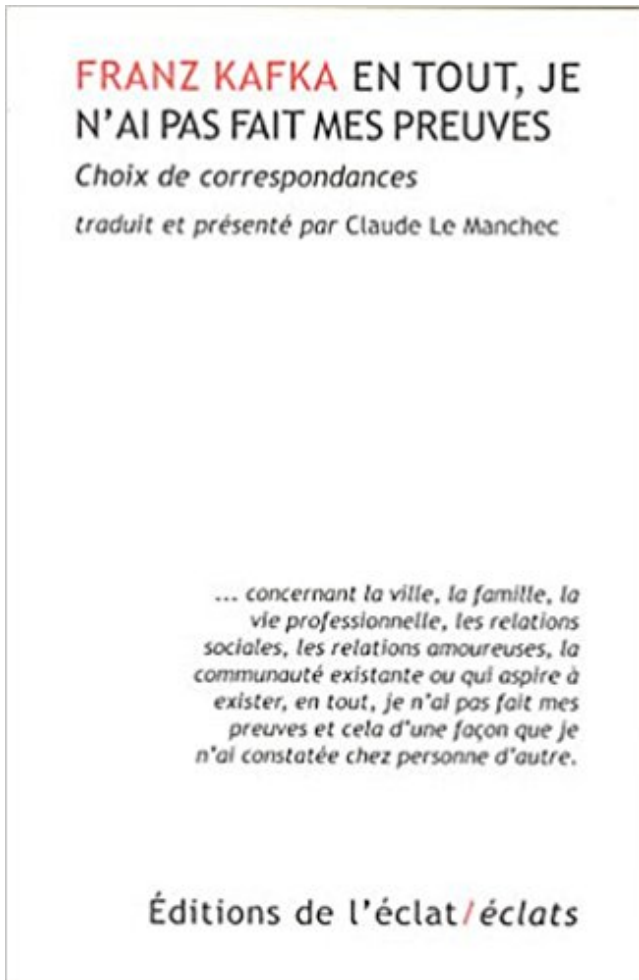 FRANZ KAFKA EN TOUT, JE
N'AI PAS FAIT MES PREUVES
Choix de correspondances
traduit et présenté par Claude Le Manchec
... concernant la ville, la famille, la
vie professionnelle, les relations
sociales, les relations amoureuses, la
communauté existante ou qui aspire à
exister, en tout, je n'ai pas fait mes
preuves et cela d'une façon que je
n'ai constatée chez personne d'autre.
Éditions de l'éclat/éclats